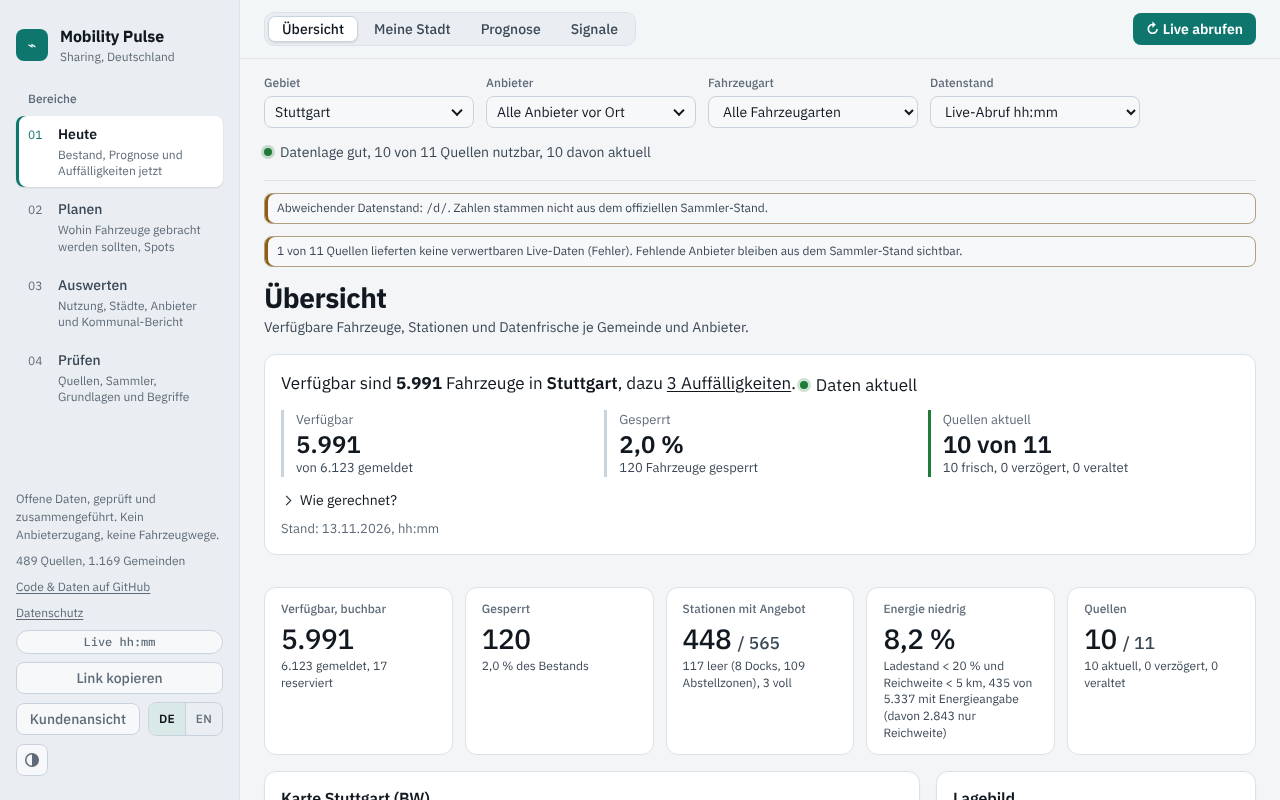 Mobility Pulse
Sharing, Deutschland
Bereiche
01 Heute
Bestand, Prognose und
Auffälligkeiten jetzt
02 Planen
Wohin Fahrzeuge gebracht
werden sollten, Spots
03 Auswerten
Nutzung, Städte, Anbieter
und Kommunal-Bericht
04 Prüfen
Quellen, Sammler,
Grundlagen und Begriffe
Offene Daten, geprüft und
zusammengeführt. Kein
Anbieterzugang, keine Fahrzeugwege.
489 Quellen, 1.169 Gemeinden
Code & Daten auf GitHub
Datenschutz
Live hh:mm
Link kopieren
Kundenansicht DE EN
Übersicht Meine Stadt Prognose Signale
↻ Live abrufen
Gebiet Anbieter Fahrzeugart Datenstand
Stuttgart Alle Anbieter vor Ort Alle Fahrzeugarten Live-Abruf hh:mm
Datenlage gut, 10 von 11 Quellen nutzbar, 10 davon aktuell
Abweichender Datenstand: /d/. Zahlen stammen nicht aus dem offiziellen Sammler-Stand.
1 von 11 Quellen lieferten keine verwertbaren Live-Daten (Fehler). Fehlende Anbieter bleiben aus dem Sammler-Stand sichtbar.
Übersicht
Verfügbare Fahrzeuge, Stationen und Datenfrische je Gemeinde und Anbieter.
Verfügbar sind 5.991 Fahrzeuge in Stuttgart, dazu 3 Auffälligkeiten. Daten aktuell
Verfügbar
5.991
von 6.123 gemeldet
Gesperrt
2,0 %
120 Fahrzeuge gesperrt
Quellen aktuell
10 von 11
10 frisch, 0 verzögert, 0 veraltet
Wie gerechnet?
Stand: 13.11.2026, hh:mm
Verfügbar, buchbar
5.991
6.123 gemeldet, 17
reserviert
Gesperrt
120
2,0 % des Bestands
Stationen mit Angebot
448 / 565
117 leer (8 Docks, 109
Abstellzonen), 3 voll
Energie niedrig
8,2 %
Ladestand < 20 % und
Reichweite < 5 km, 435 von
5.337 mit Energieangabe
(davon 2.843 nur
Reichweite)
Quellen
10 / 11
10 aktuell, 0 verzögert, 0
veraltet
Karte Stuttgart (BW)
Lagebild